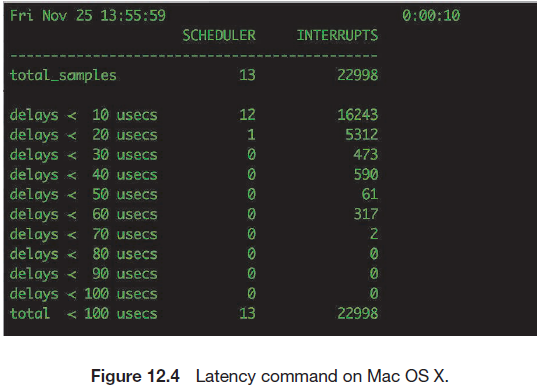 Fri Nov 25 13:55:59 0:00:10
SCHEDULER INTERRUPTS
---------------------------------------------
total_samples 13 22998
delays < 10 usecs 12 16243
delays < 20 usecs 1 5312
delays < 30 usecs 0 473
delays < 40 usecs 0 590
delays < 50 usecs 0 61
delays < 60 usecs 0 317
delays < 70 usecs 0 2
delays < 80 usecs 0 0
delays < 90 usecs 0 0
delays < 100 usecs 0 0
total < 100 usecs 13 22998
Figure 12.4 Latency command on Mac OS X.